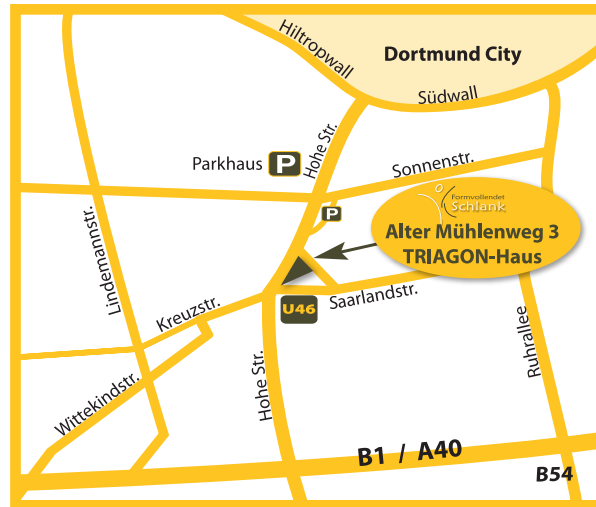 Hiltropwall
Dortmund City
Südwall
Hohe Str.
Parkhaus P
Sonnenstr.
P
Formvollendet
Schlank
Alter Mühlenweg 3
TRIAGON-Haus
Lindemannstr.
Kreuzstr.
U46
Saarlandstr.
Ruhrallee
Hohe Str.
Wittekindstr.
B1 / A40
B54